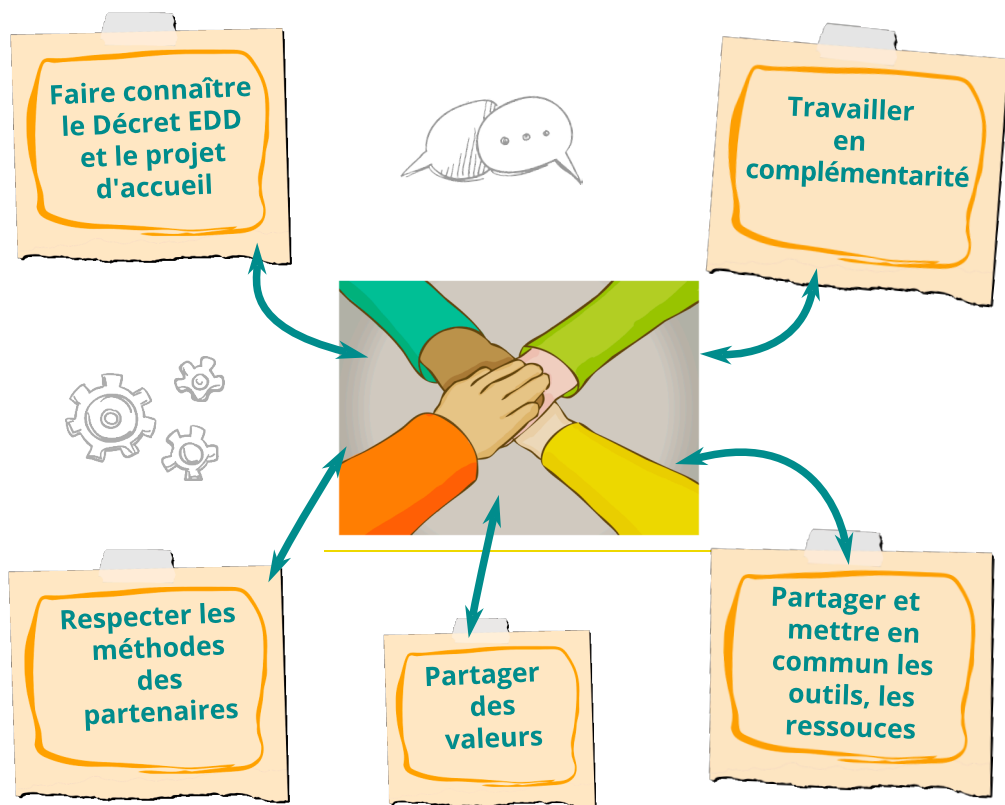 Faire connaître
le Décret EDD
et le projet
d'accueil
Travailler
en
complémentarité
Respecter les
méthodes
des
partenaires
Partager
des
valeurs
Partager et
mettre en
commun les
outils, les
ressouces